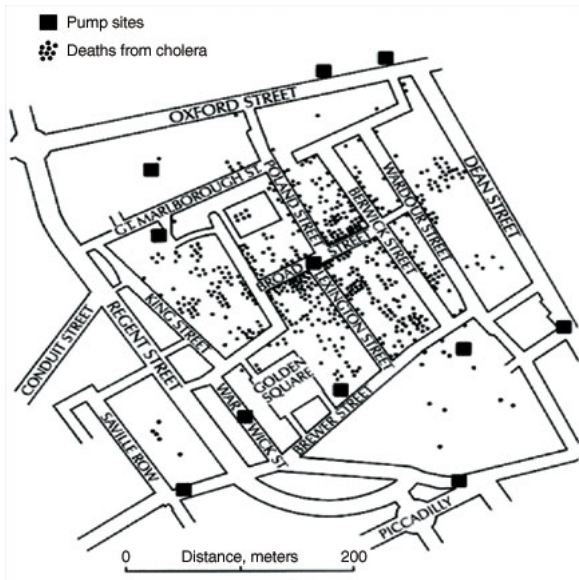 Pump sites
Deaths from cholera
OXFORD STREET
GT. MARLBOROUGH ST.
POLAND STREET
BERWICK STREET
WARDOUR STREET
DEAN STREET
BROAD STREET
LEXINGTON STREET
KING STREET
REGENT STREET
CONDUIT STREET
GOLDEN
SQUARE
WARWICK ST.
BREWER STREET
SAVILLE ROW
PICCADILLY
0 Distance, meters 200